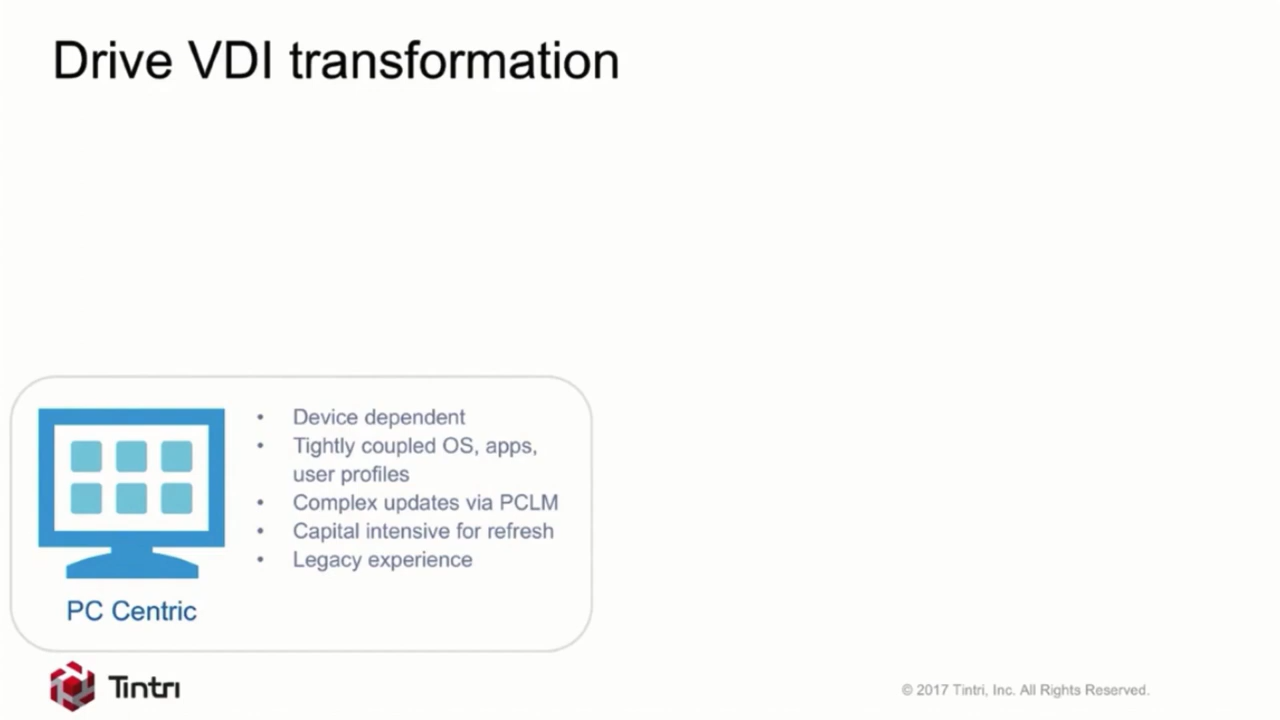 Drive VDI transformation
• Device dependent
• Tightly coupled OS, apps,
user profiles
• Complex updates via PCLM
• Capital intensive for refresh
• Legacy experience
PC Centric
Tintri
© 2017 Tintri, Inc. All Rights Reserved.